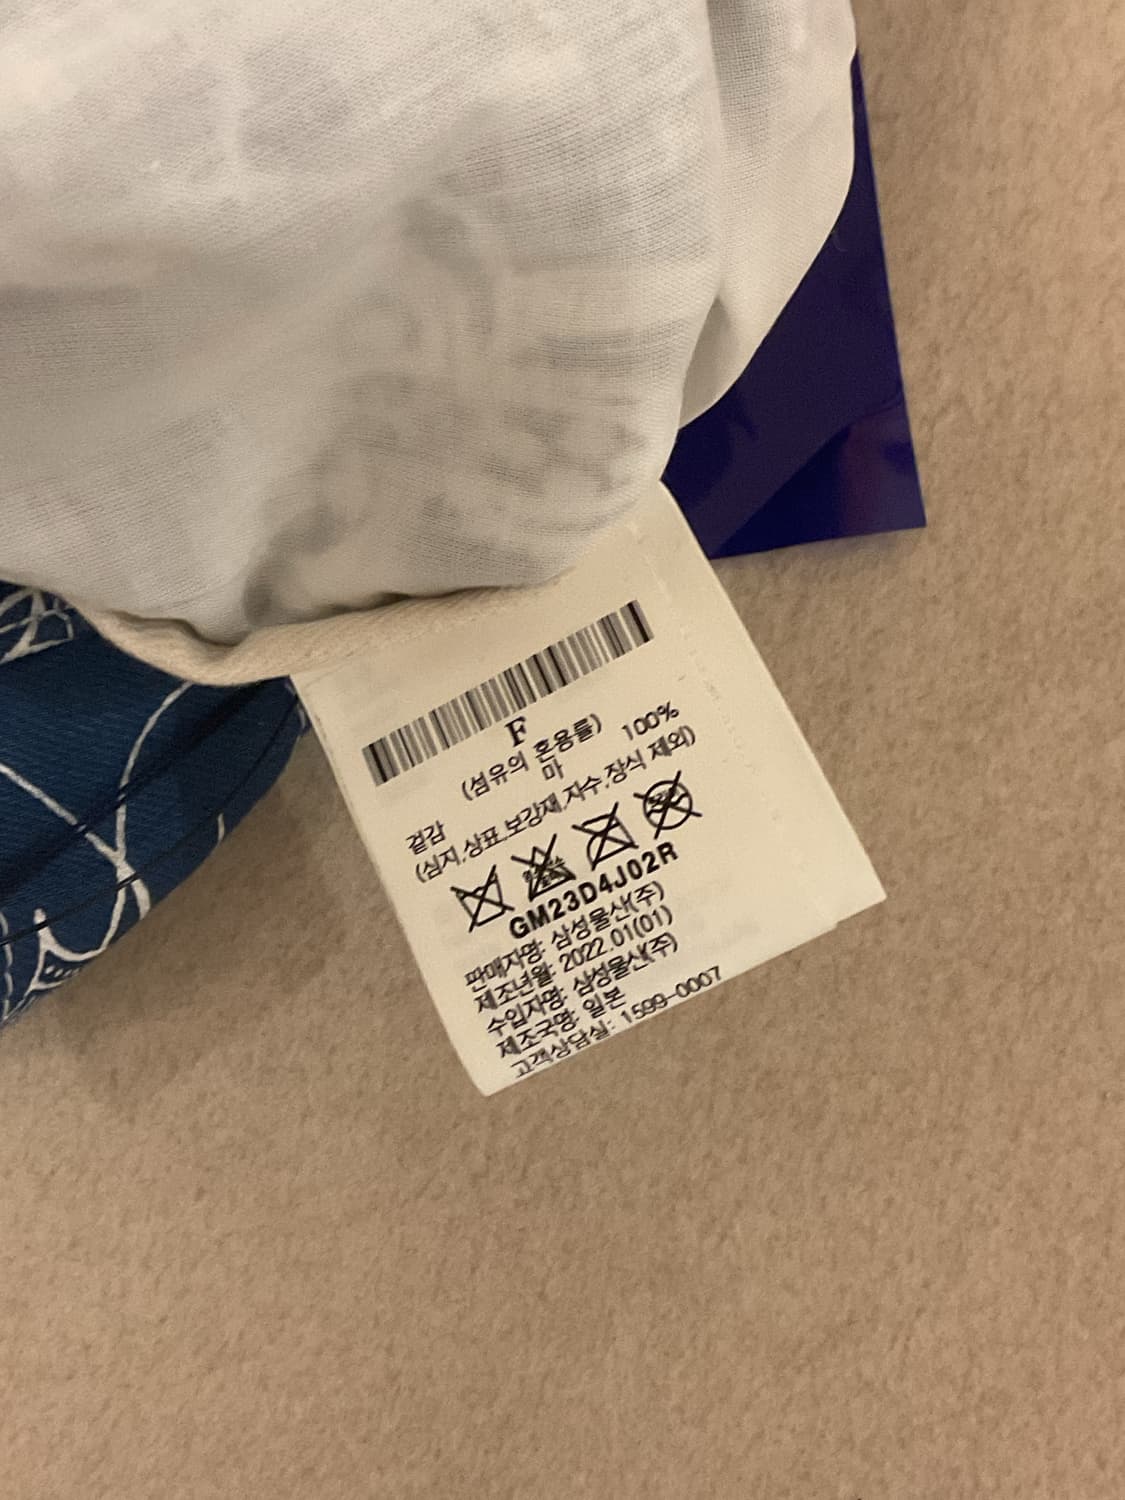 F
(섬유의 혼용률)
겉감 마 100%
(심지,상표,보강재,자수,장식 제외)
GM23D4J02R
판매자명: 삼성물산(주)
제조년월: 2022.01(01)
수입자명: 삼성물산(주)
제조국명: 일본
고객상담실: 1599-0007